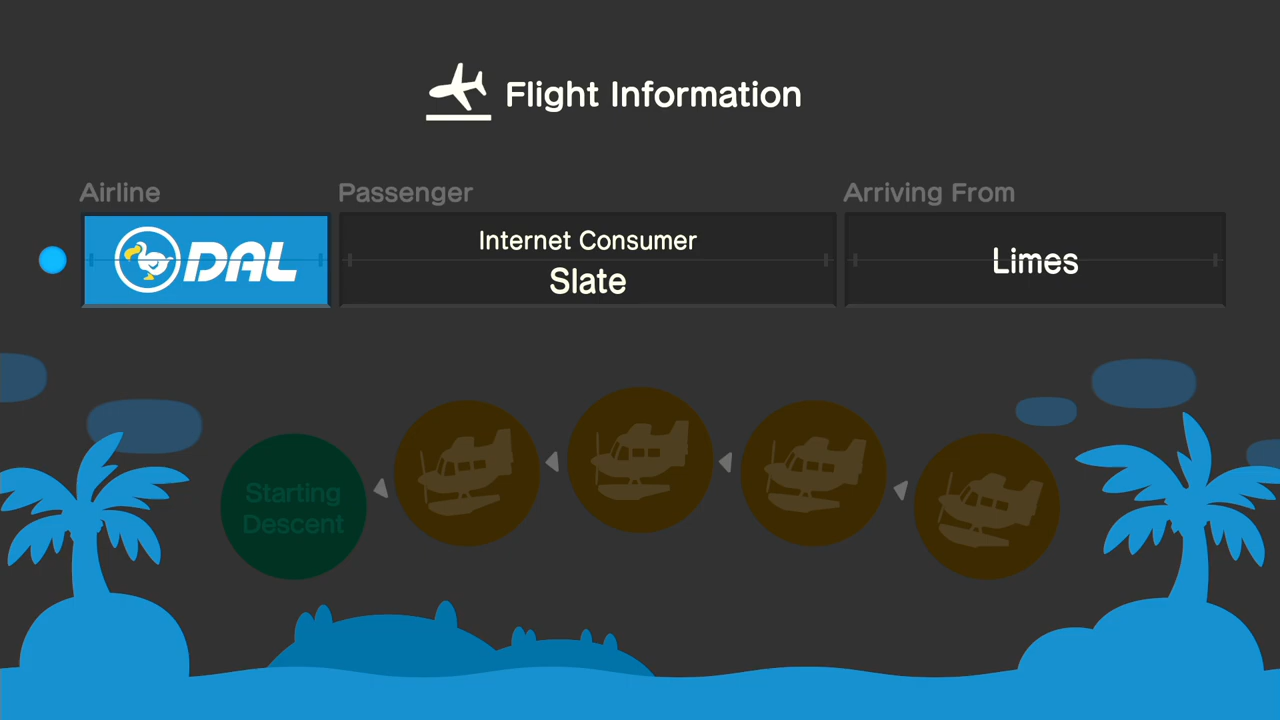 Flight Information
Airline
Passenger
Arriving From
DAL
Internet Consumer
Slate
Limes
Starting
Descent